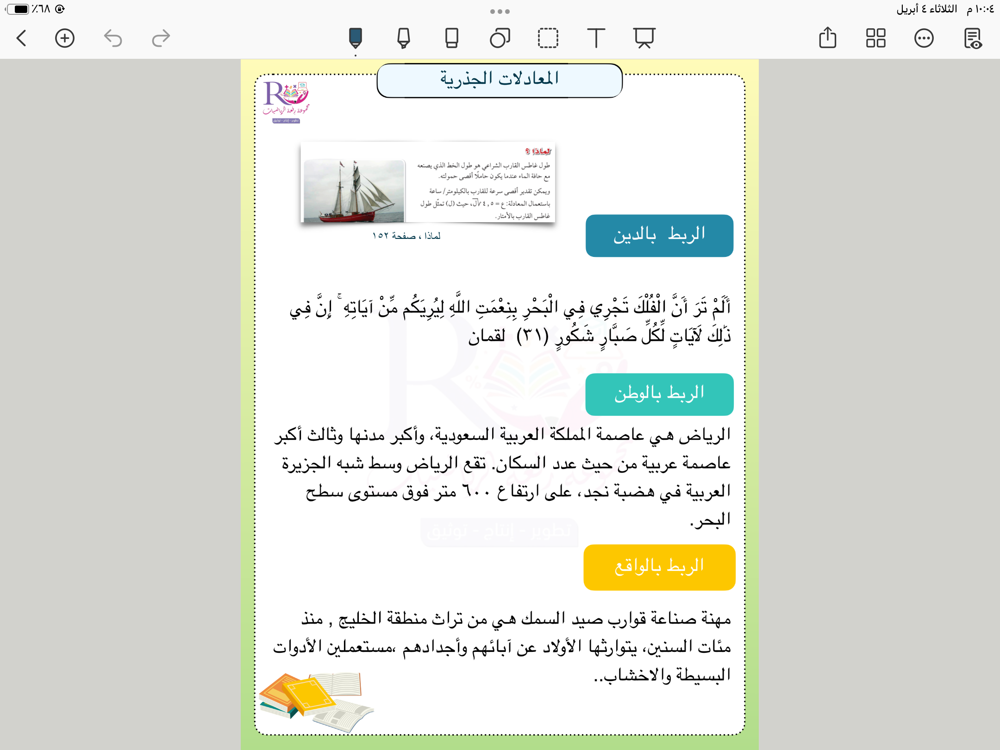 ١٠:٠٤ م الثلاثاء ٤ أبريل
٪٦٨
المعادلات الجذرية
مجموعة رفعة الرياضيات
تطوير - إنتاج - توثيق
لماذا ؟
طول غاطس القارب الشراعي هو طول الخط الذي يصنعه
مع حافة الماء عندما يكون حاملًا أقصى حمولته.
ويمكن تقدير أقصى سرعة للقارب بالكيلومتر/ ساعة
باستعمال المعادلة: ع = ٤,٥ √ل، حيث (ل) تمثّل طول
غاطس القارب بالأمتار.
لماذا ، صفحة ١٥٢
الربط بالدين
أَلَمْ تَرَ أَنَّ الْفُلْكَ تَجْرِي فِي الْبَحْرِ بِنِعْمَتِ اللَّهِ لِيُرِيَكُم مِّنْ آيَاتِهِ ۚ إِنَّ فِي
ذَٰلِكَ لَآيَاتٍ لِّكُلِّ صَبَّارٍ شَكُورٍ (٣١) لقمان
الربط بالوطن
الرياض هي عاصمة المملكة العربية السعودية، وأكبر مدنها وثالث أكبر
عاصمة عربية من حيث عدد السكان. تقع الرياض وسط شبه الجزيرة
العربية في هضبة نجد، على ارتفاع ٦٠٠ متر فوق مستوى سطح
البحر.
تطوير - إنتاج - توثيق
الربط بالواقع
مهنة صناعة قوارب صيد السمك هي من تراث منطقة الخليج , منذ
مئات السنين، يتوارثها الأولاد عن آبائهم وأجدادهم ،مستعملين الأدوات
البسيطة والاخشاب..